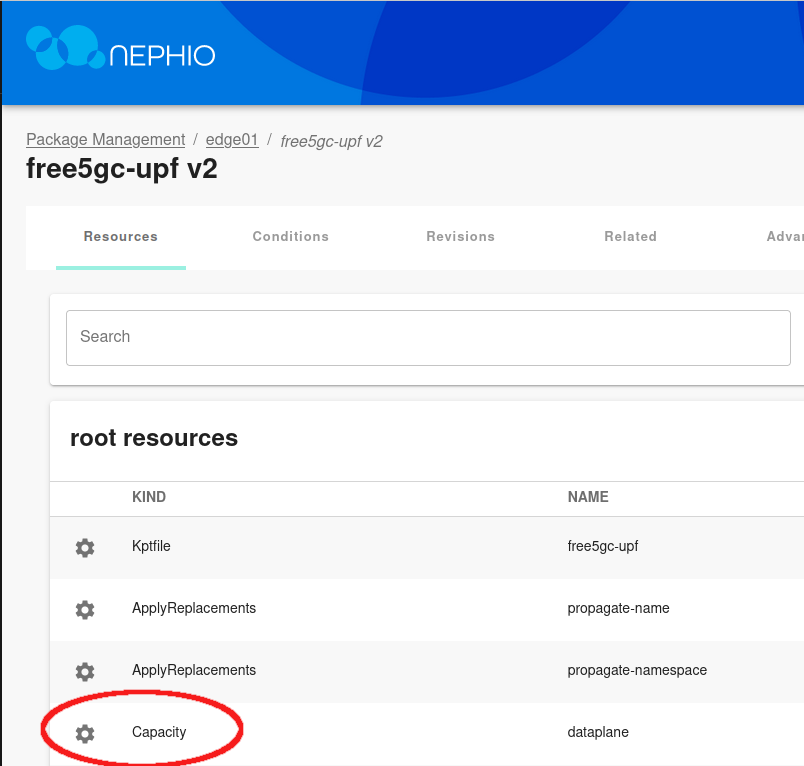 NEPHIO
Package Management / edge01 / free5gc-upf v2
free5gc-upf v2
Resources Conditions Revisions Related Advan
Search
root resources
KIND NAME
Kptfile free5gc-upf
ApplyReplacements propagate-name
ApplyReplacements propagate-namespace
Capacity dataplane